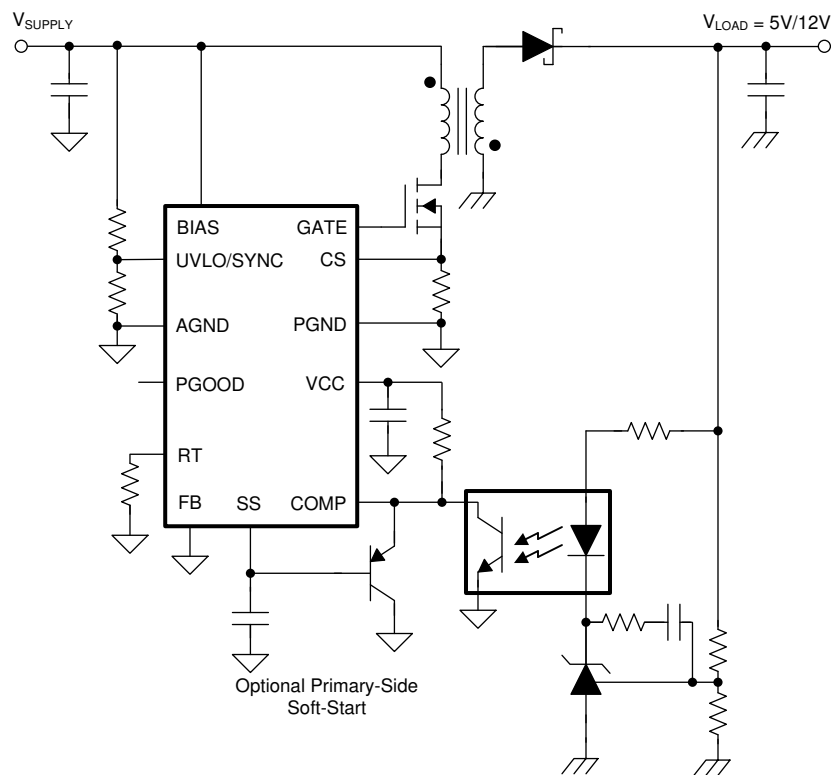 VSUPPLY
VLOAD = 5V/12V
BIAS
GATE
UVLO/SYNC
CS
AGND
PGND
PGOOD
VCC
RT
FB
SS
COMP
Optional Primary-Side
Soft-Start